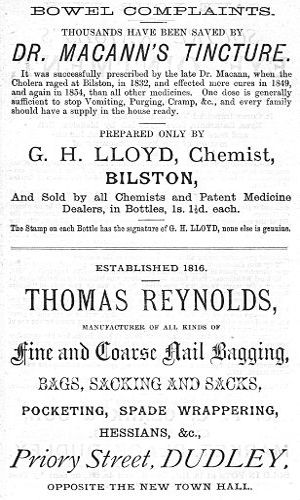 BOWEL COMPLAINTS.
THOUSANDS HAVE BEEN SAVED BY
DR. MACANN'S TINCTURE.
It was successfully prescribed by the late Dr. Macann, when the
Cholera raged at Bilston, in 1832, and effected more cures in 1849,
and again in 1854, than all other medicines. One dose is generally
sufficient to stop Vomiting, Purging, Cramp, &c., and every family
should have a supply in the house ready.
PREPARED ONLY BY
G. H. LLOYD, Chemist,
BILSTON,
And Sold by all Chemists and Patent Medicine
Dealers, in Bottles, 1s. 1½d. each.
The Stamp on each Bottle has the signature of G. H. LLOYD, none else is genuine.
ESTABLISHED 1816.
THOMAS REYNOLDS,
MANUFACTURER OF ALL KINDS OF
Fine and Coarse Nail Bagging,
BAGS, SACKING AND SACKS,
POCKETING, SPADE WRAPPERING,
HESSIANS, &c.,
Priory Street, DUDLEY,
OPPOSITE THE NEW TOWN HALL.